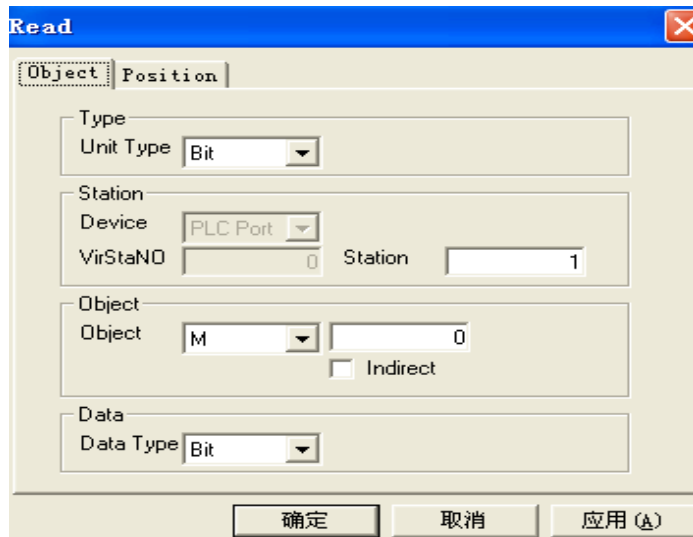 Read
Object Position
Type
Unit Type Bit
Station
Device PLC Port
VirStaNO 0 Station 1
Object
Object M 0
Indirect
Data
Data Type Bit
确定 取消 应用(A)